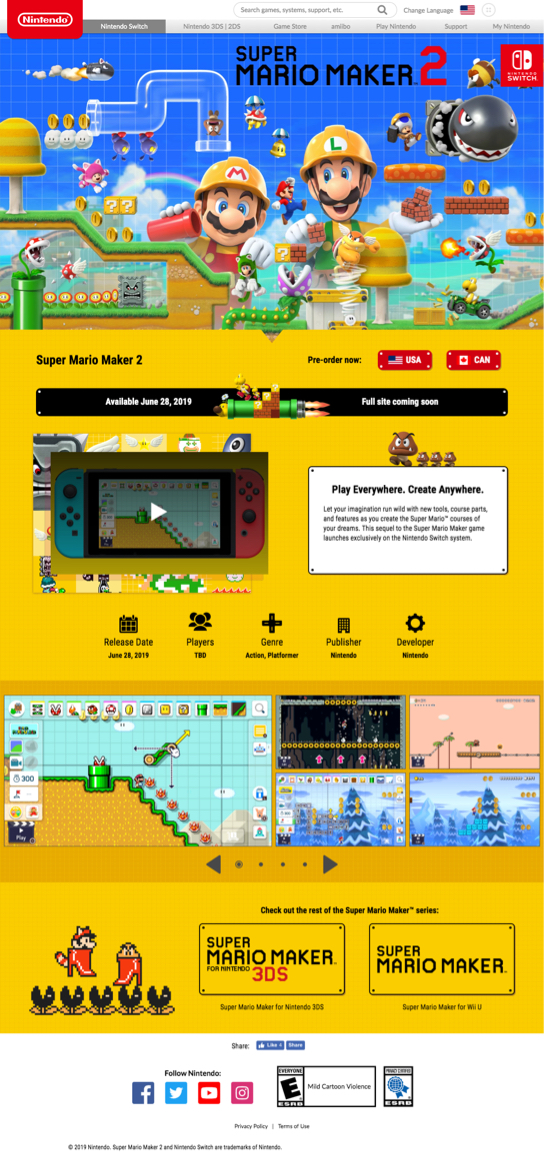 Nintendo
Search games, systems, support, etc.
Change Language
Nintendo Switch
Nintendo 3DS | 2DS
Game Store
amiibo
Play Nintendo
Support
My Nintendo
SUPER
MARIO MAKER™ 2
NINTENDO
SWITCH™
M
L
Super Mario Maker 2
Pre-order now:
USA
CAN
Available June 28, 2019
Full site coming soon
Play Everywhere. Create Anywhere.
Let your imagination run wild with new tools, course parts,
and features as you create the Super Mario™ courses of
your dreams. This sequel to the Super Mario Maker game
launches exclusively on the Nintendo Switch system.
Release Date
June 28, 2019
Players
TBD
Genre
Action, Platformer
Publisher
Nintendo
Developer
Nintendo
300
Play
Check out the rest of the Super Mario Maker™ series:
SUPER
MARIO MAKER™
FOR NINTENDO 3DS
SUPER
MARIO MAKER™
Super Mario Maker for Nintendo 3DS
Super Mario Maker for Wii U
Share:
Like
Share
Follow Nintendo:
EVERYONE
E
ESRB
Mild Cartoon Violence
PRIVACY CERTIFIED
ESRB
Privacy Policy | Terms of Use
© 2019 Nintendo. Super Mario Maker 2 and Nintendo Switch are trademarks of Nintendo.